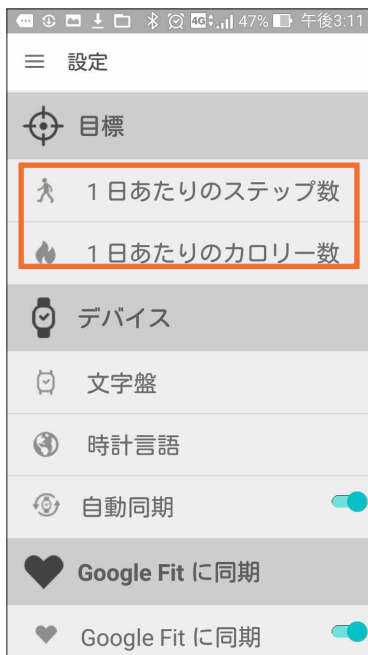 4G 47% 午後3:11
設定
目標
1日あたりのステップ数
1日あたりのカロリー数
デバイス
文字盤
時計言語
自動同期
Google Fit に同期
Google Fit に同期